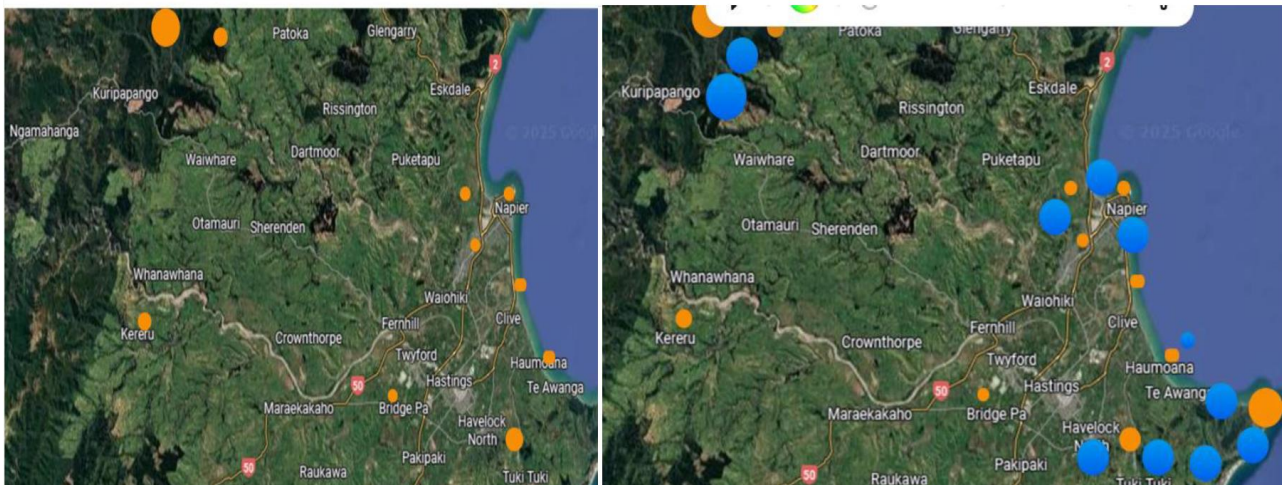 Patoka
Glengarry
2
Kuripapango
Eskdale
Rissington
Ngamahanga
© 2025 Google
Waiwhare
Dartmoor
Puketapu
Napier
Otamauri
Sherenden
Whanawhana
Waiohiki
Kereru
Fernhill
Clive
Crownthorpe
Twyford
Haumoana
50
Hastings
Te Awanga
Maraekakaho
Bridge Pa
Havelock
North
50
Pakipaki
Raukawa
Tuki Tuki
Patoka
Glengarry
2
Kuripapango
Eskdale
Rissington
© 2025 Google
Waiwhare
Dartmoor
Puketapu
Napier
Otamauri
Sherenden
Whanawhana
Waiohiki
Kereru
Fernhill
Clive
Crownthorpe
Twyford
Haumoana
50
Hastings
Te Awanga
Maraekakaho
Bridge Pa
Havelock
North
50
Pakipaki
Raukawa
Tuki Tuki